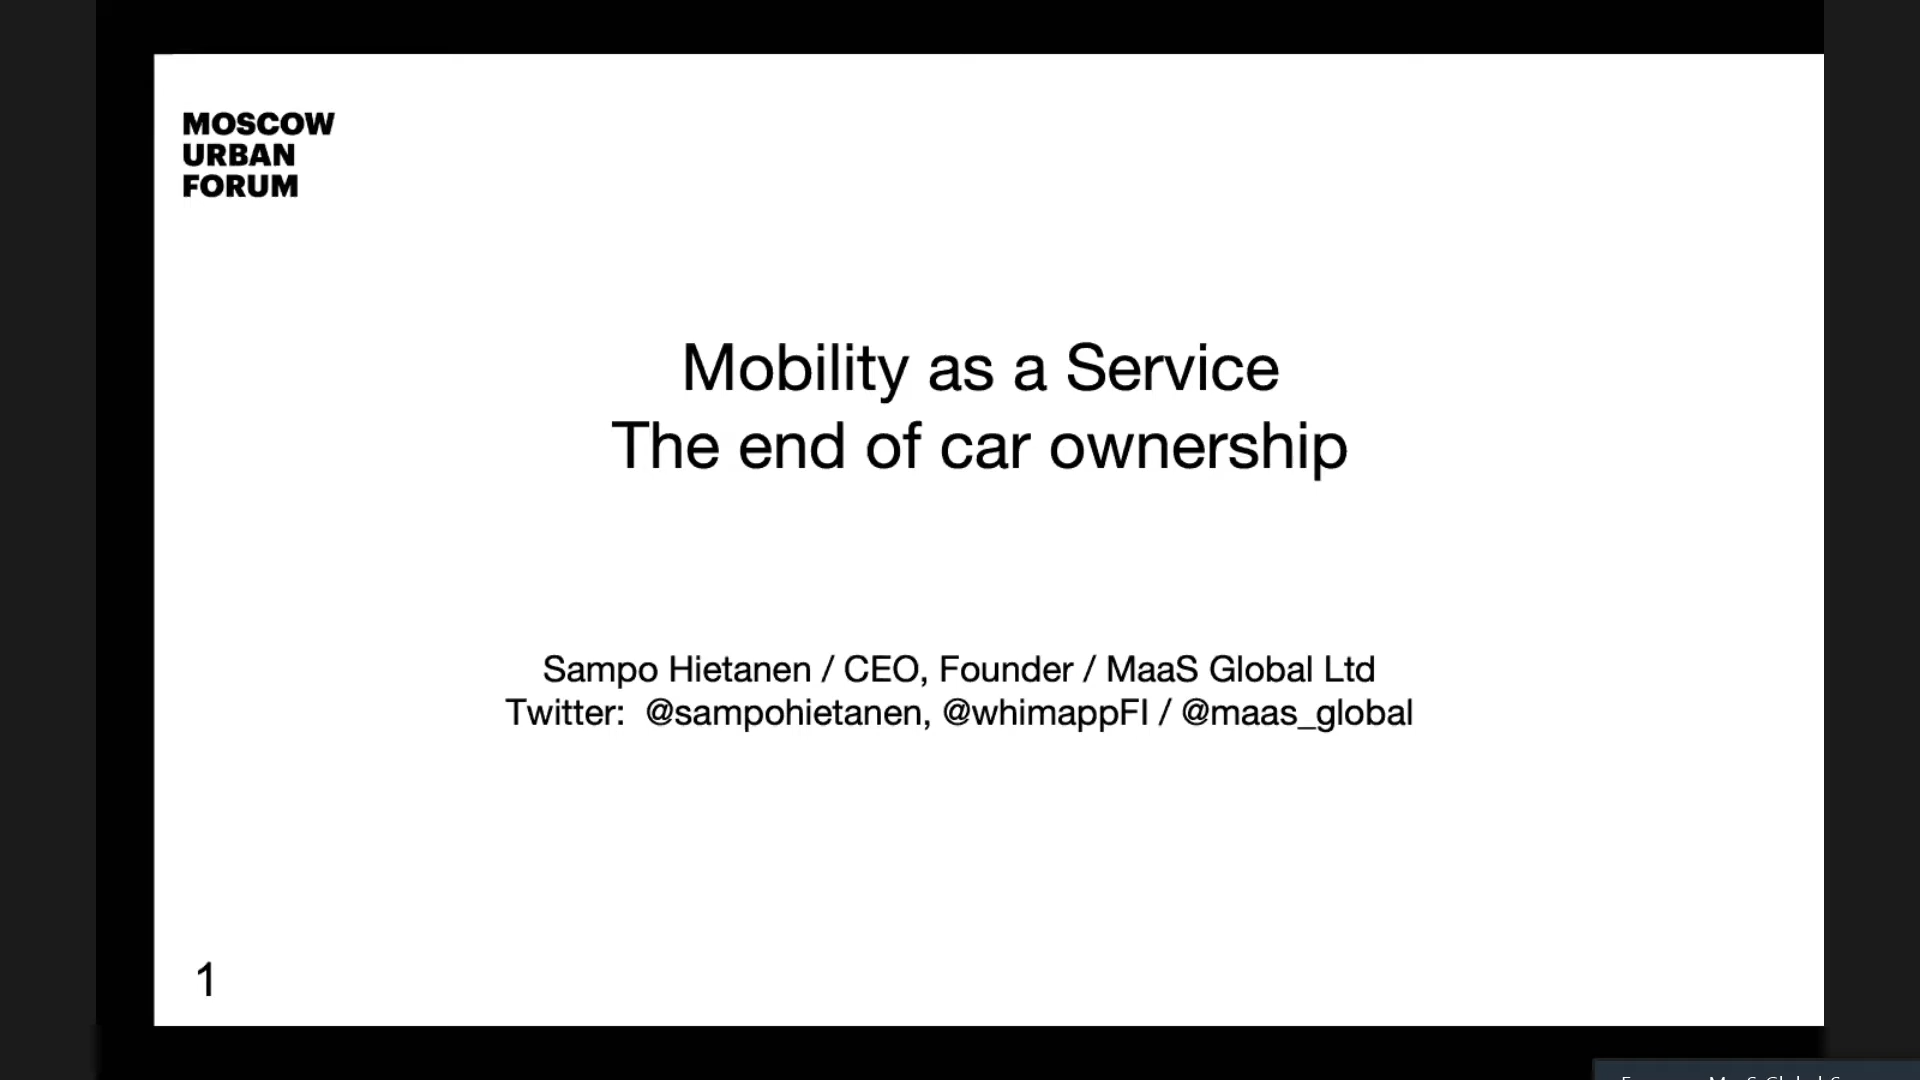 MOSCOW
URBAN
FORUM
Mobility as a Service
The end of car ownership
Sampo Hietanen / CEO, Founder / MaaS Global Ltd
Twitter:  @sampohietanen, @whimappFI / @maas_global
1